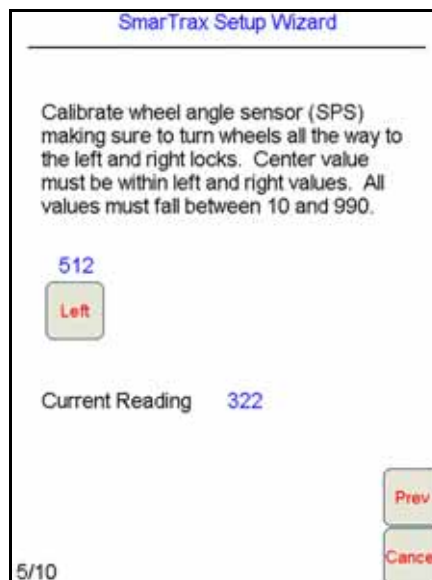 SmarTrax Setup Wizard
Calibrate wheel angle sensor (SPS)
making sure to turn wheels all the way to
the left and right locks. Center value
must be within left and right values. All
values must fall between 10 and 990.
512
Left
Current Reading 322
Prev
Cance
5/10